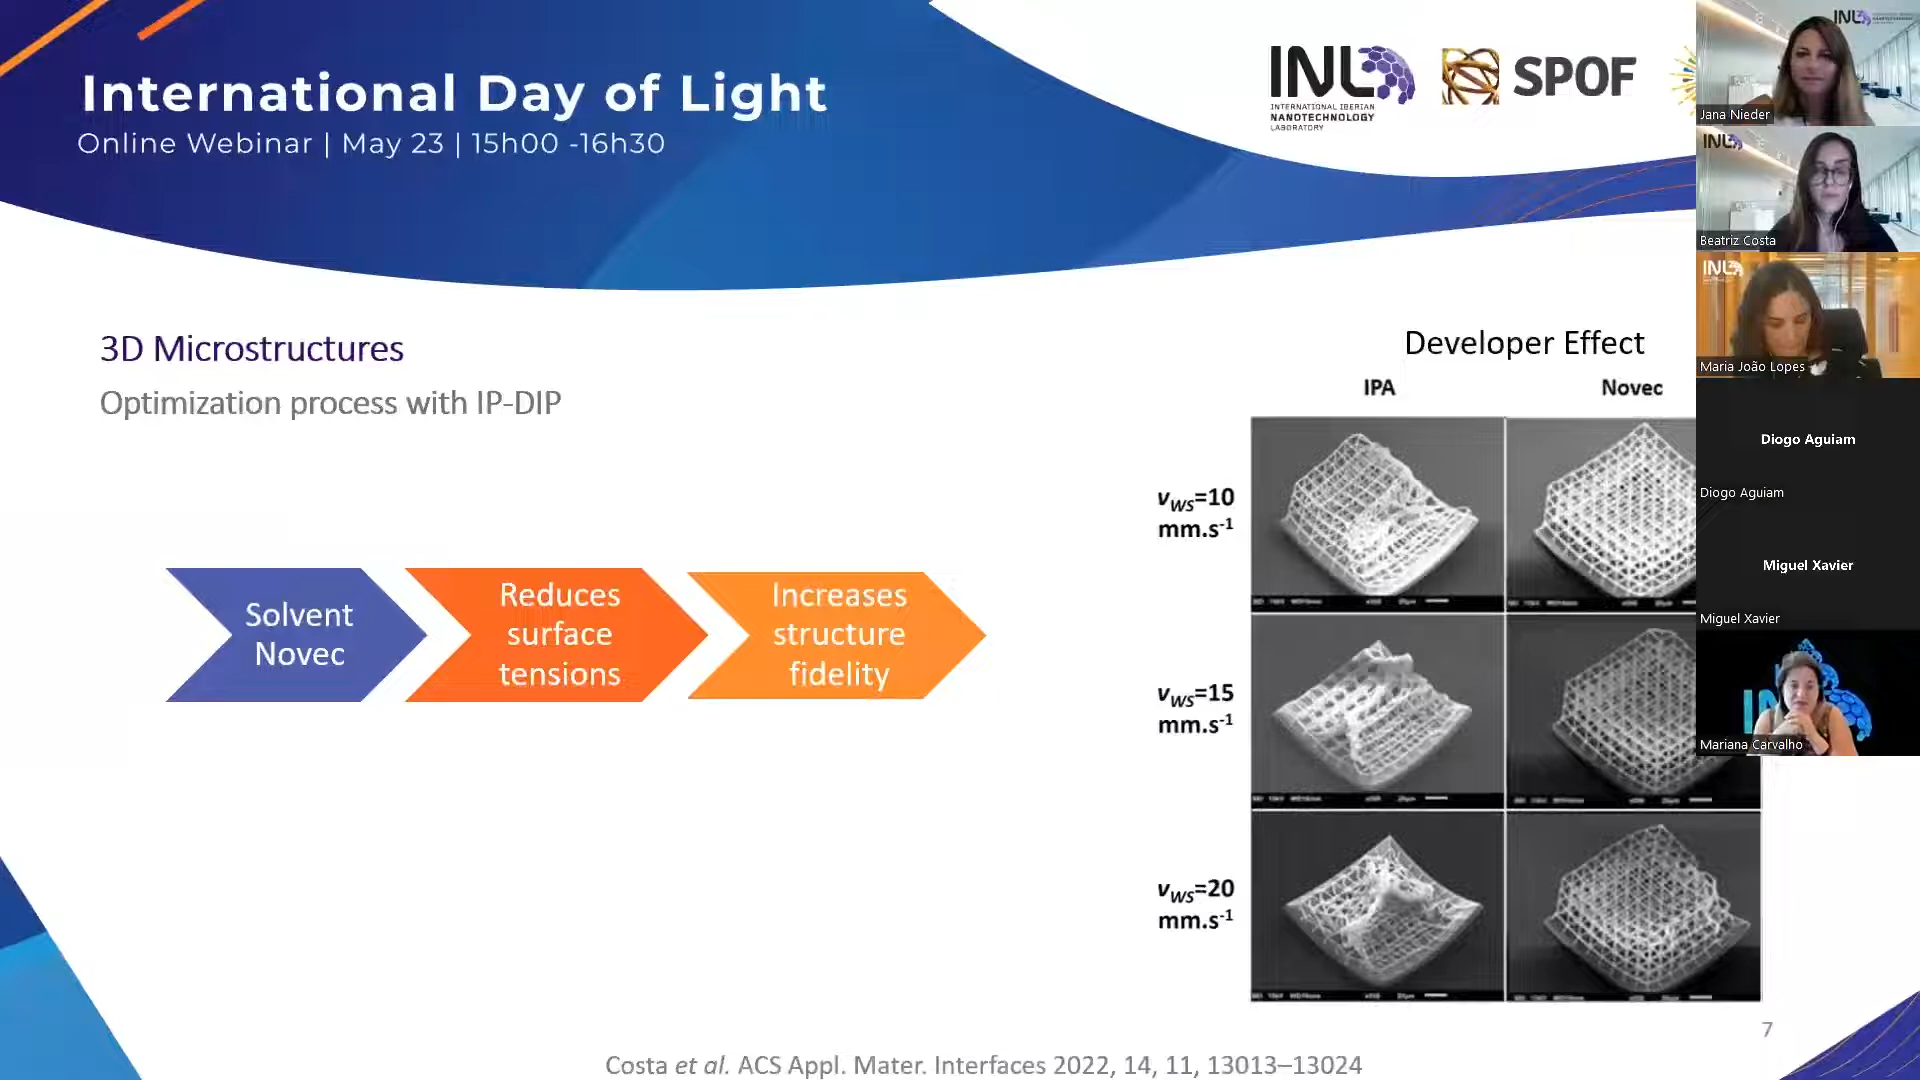 International Day of Light
Online Webinar | May 23 | 15h00 -16h30
INL
INTERNATIONAL IBERIAN
NANOTECHNOLOGY
LABORATORY
SPOF
3D Microstructures
Optimization process with IP-DIP
Solvent
Novec
Reduces
surface
tensions
Increases
structure
fidelity
Developer Effect
IPA Novec
vWS=10
mm.s-1
vWS=15
mm.s-1
vWS=20
mm.s-1
7
Costa et al. ACS Appl. Mater. Interfaces 2022, 14, 11, 13013–13024
INL
Jana Nieder
INL
Beatriz Costa
INL
Maria João Lopes
Diogo Aguiam
Diogo Aguiam
Miguel Xavier
Miguel Xavier
Mariana Carvalho